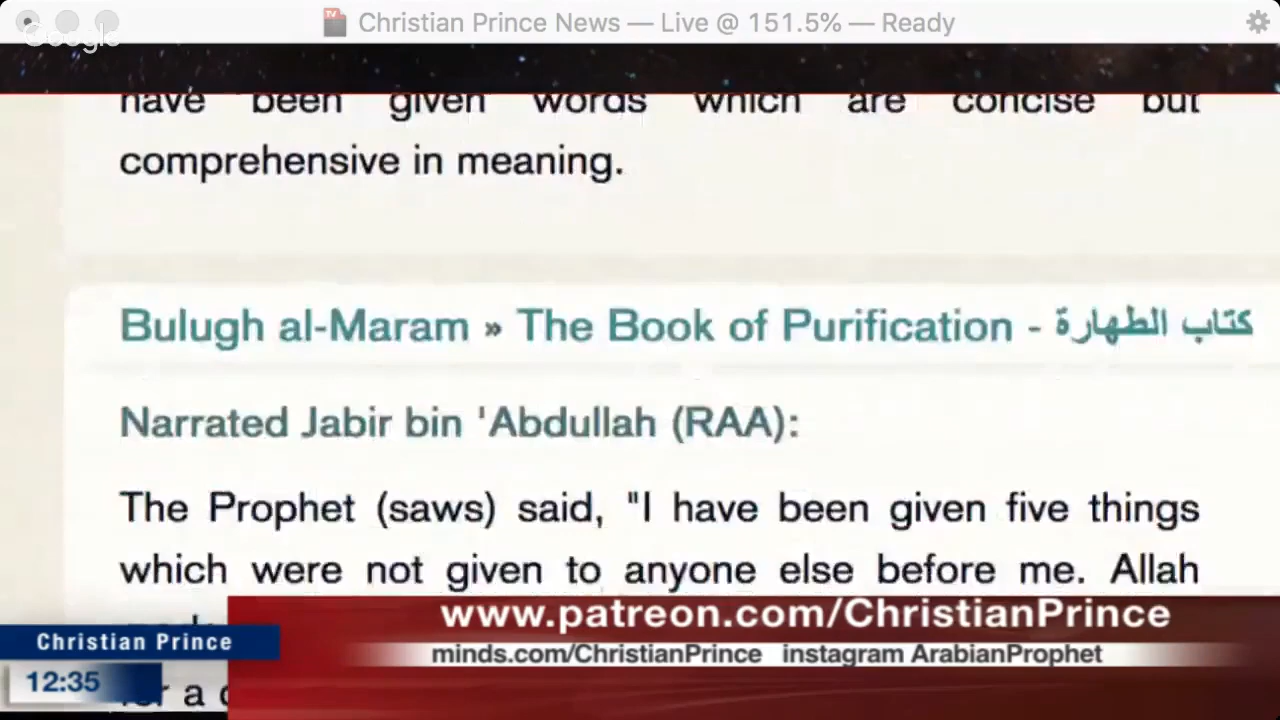 Christian Prince News — Live @ 151.5% — Ready
Google
have been given words which are concise but
comprehensive in meaning.
Bulugh al-Maram » The Book of Purification - كتاب الطهارة
Narrated Jabir bin 'Abdullah (RAA):
The Prophet (saws) said, "I have been given five things
which were not given to anyone else before me. Allah
www.patreon.com/ChristianPrince
Christian Prince
minds.com/ChristianPrince instagram ArabianProphet
12:35
for a